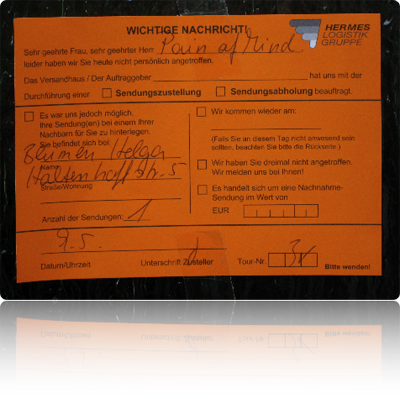 WICHTIGE NACHRICHT!
HERMES
LOGISTIK
GRUPPE
Sehr geehrte Frau, sehr geehrter Herr Pain of Mind
leider haben wir Sie heute nicht persönlich angetroffen.
Das Versandhaus / Der Auftraggeber hat uns mit der
Durchführung einer Sendungszustellung Sendungsabholung beauftragt.
Es war uns jedoch möglich,
Ihre Sendung(en) bei einem Ihrer
Nachbarn für Sie zu hinterlegen.
Sie befindet sich bei
Blumen Helga
Name
Straße/Wohnung
Anzahl der Sendungen: 1
Wir kommen wieder am:
(Falls Sie an diesem Tag nicht anwesend sein
sollten, beachten Sie bitte die Rückseite.)
Wir haben Sie dreimal nicht angetroffen.
Wir melden uns bei Ihnen!
Es handelt sich um eine Nachnahme-
Sendung im Wert von
EUR
9.5.
Datum/Uhrzeit
Unterschrift Zusteller
Tour-Nr.
Bitte wenden!